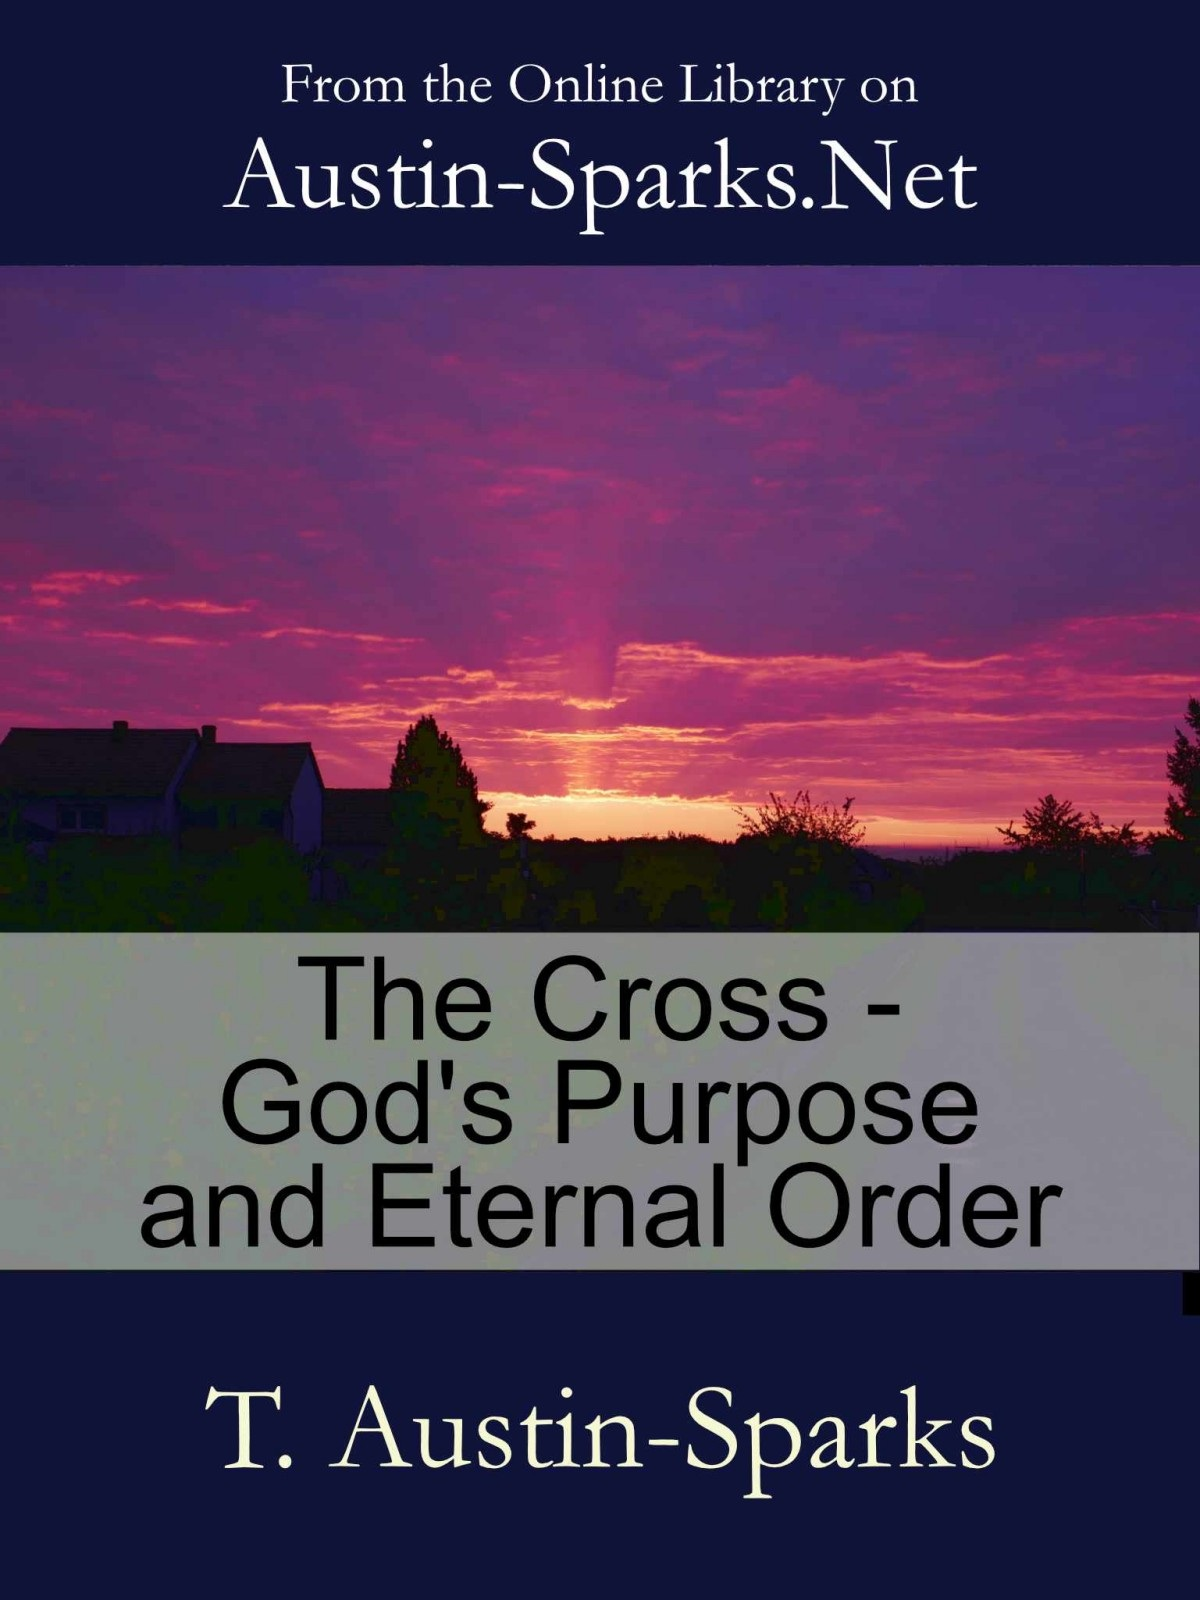 From the Online Library on
Austin-Sparks.Net
The Cross -
God's Purpose
and Eternal Order
T. Austin-Sparks